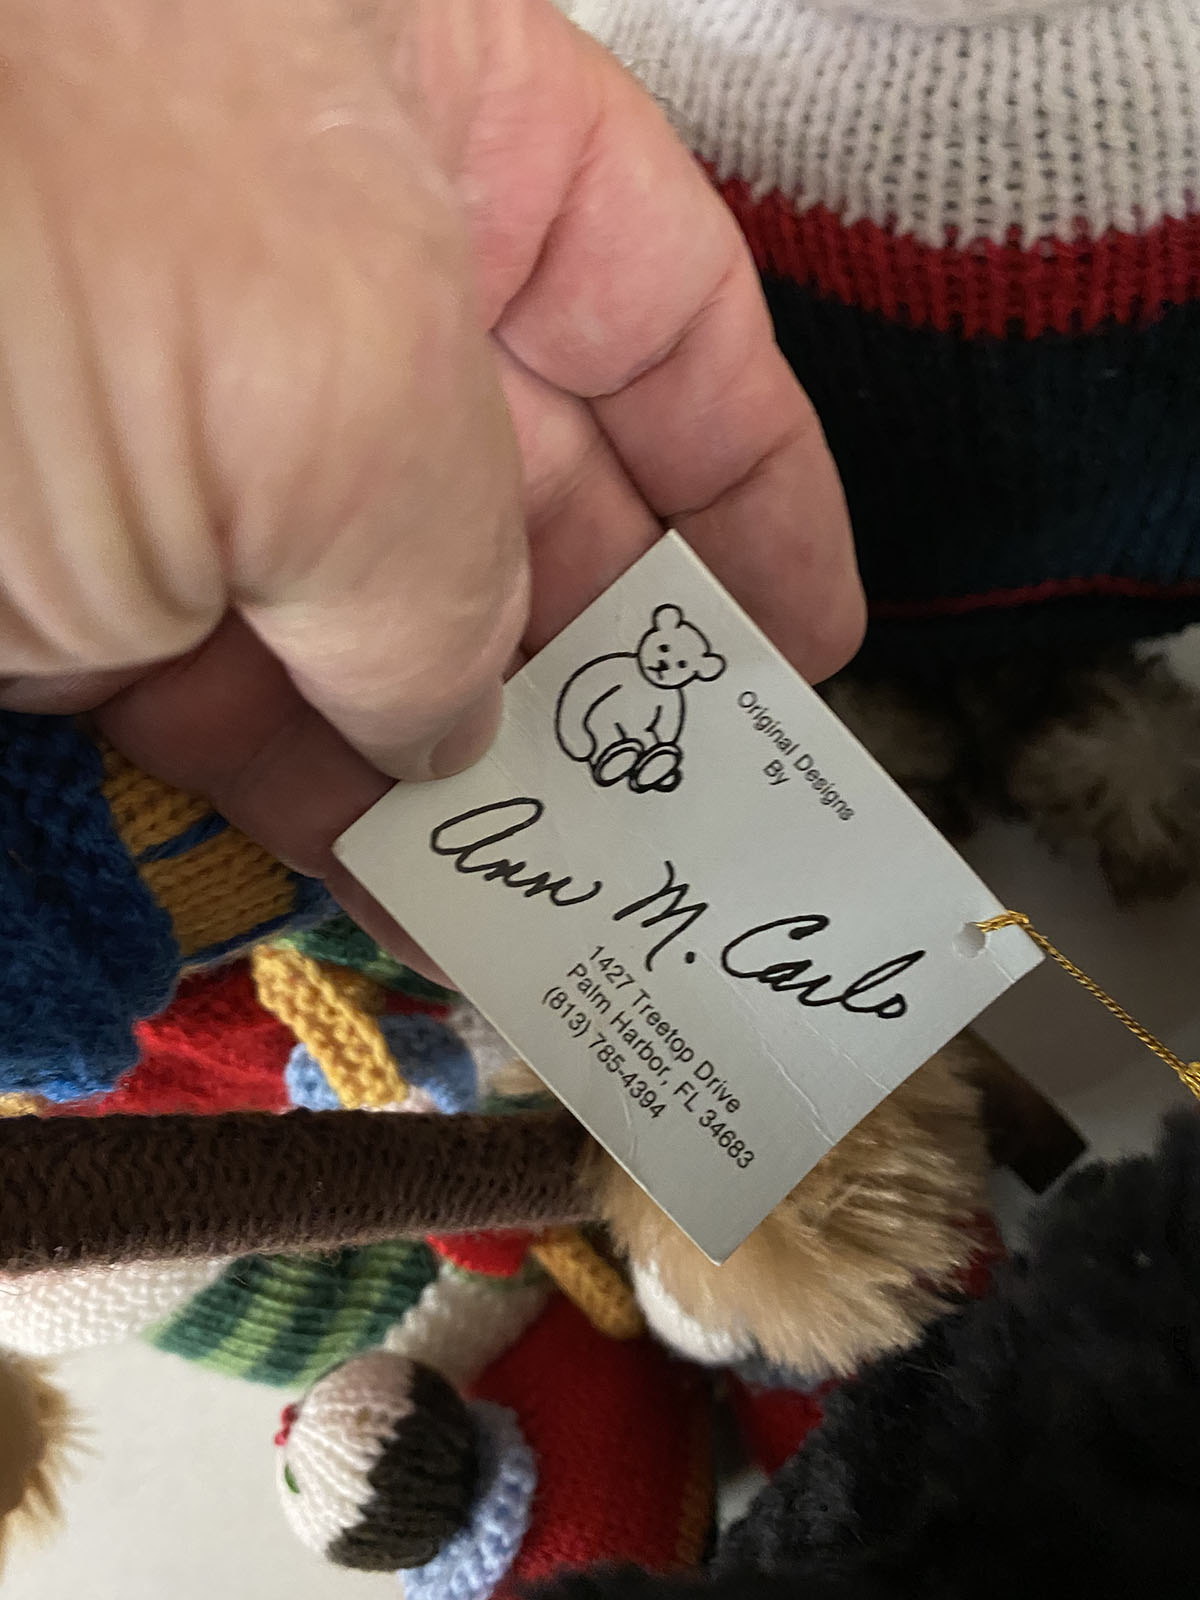 Original Designs
By
Ann M. Carlo
1427 Treetop Drive
Palm Harbor, FL 34683
(813) 785-4394